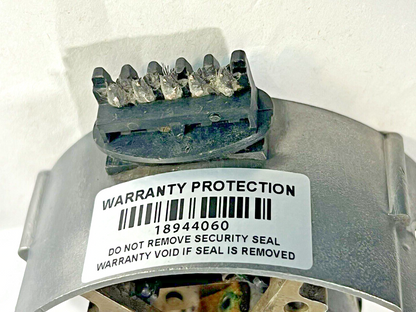 WARRANTY PROTECTION
18944060
DO NOT REMOVE SECURITY SEAL
WARRANTY VOID IF SEAL IS REMOVED